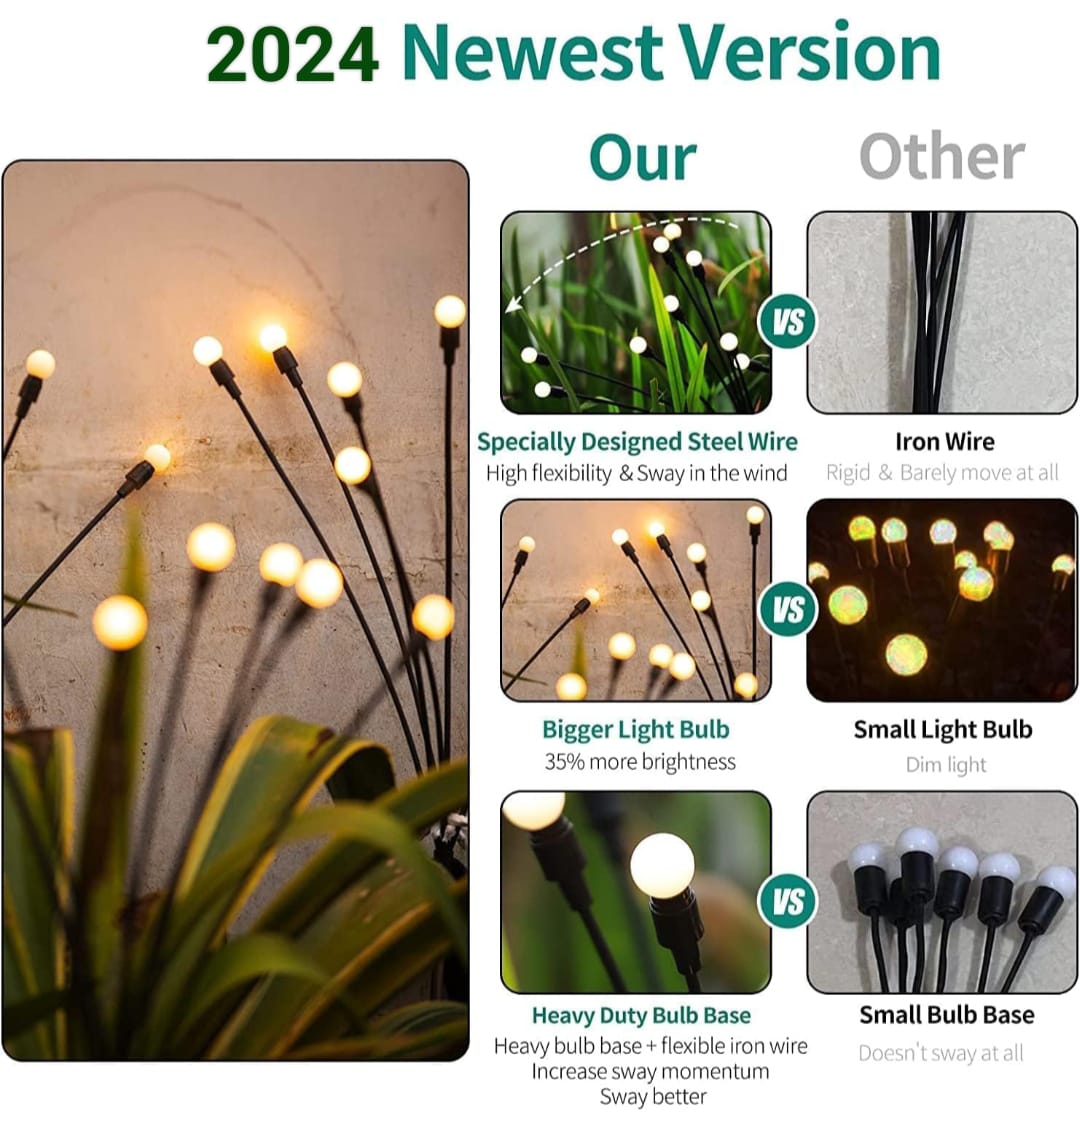 2024 Newest Version
Our
Other
VS
Specially Designed Steel Wire
High flexibility & Sway in the wind
Iron Wire
Rigid & Barely move at all
VS
Bigger Light Bulb
35% more brightness
Small Light Bulb
Dim light
VS
Heavy Duty Bulb Base
Heavy bulb base + flexible iron wire
Increase sway momentum
Sway better
Small Bulb Base
Doesn't sway at all